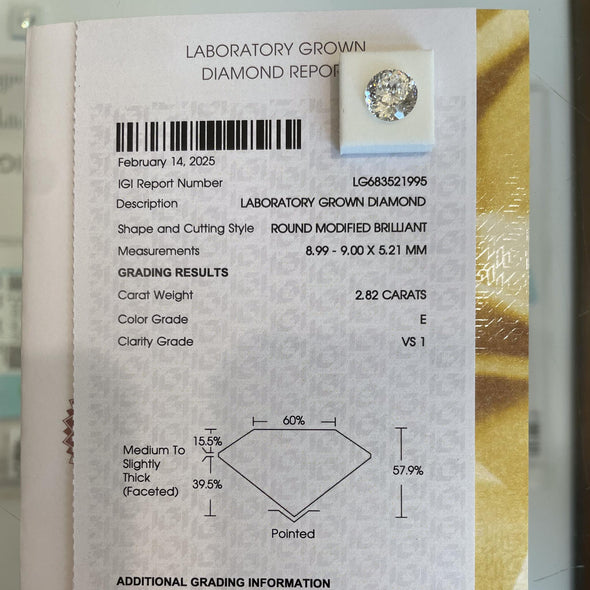 LABORATORY GROWN
DIAMOND REPOR
February 14, 2025
IGI Report Number LG683521995
Description LABORATORY GROWN DIAMOND
Shape and Cutting Style ROUND MODIFIED BRILLIANT
Measurements 8.99 - 9.00 X 5.21 MM
GRADING RESULTS
Carat Weight 2.82 CARATS
Color Grade E
Clarity Grade VS 1
60%
15.5%
Medium To
Slightly
Thick
(Faceted)
39.5%
57.9%
Pointed
ADDITIONAL GRADING INFORMATION